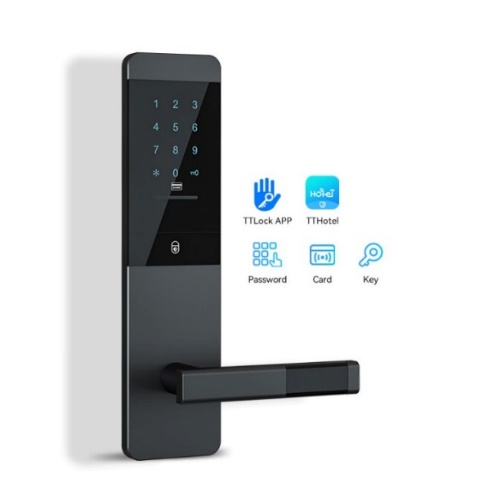 1 2 3
4 5 6
7 8 9
* 0
HOTEL
TTLock APP TTHotel
Password Card Key